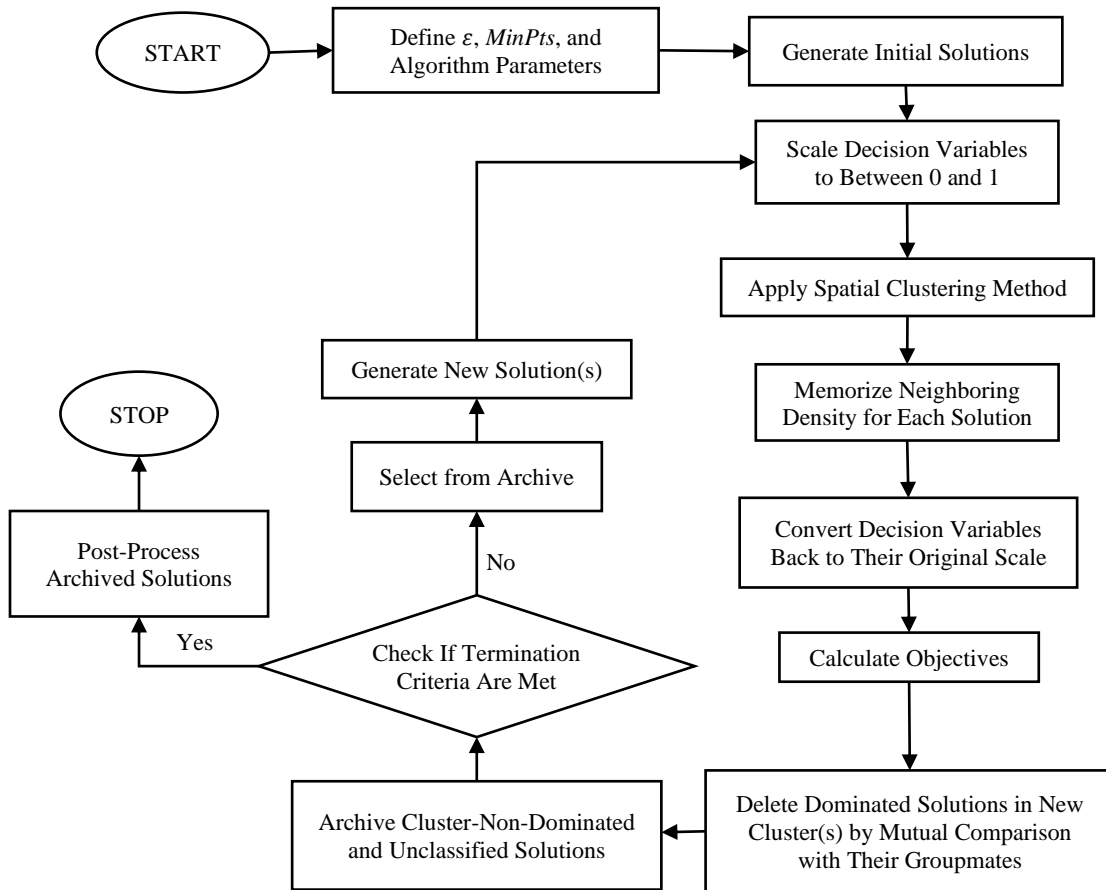 START
Define ε, MinPts, and
Algorithm Parameters
Generate Initial Solutions
Scale Decision Variables
to Between 0 and 1
Apply Spatial Clustering Method
Memorize Neighboring
Density for Each Solution
Convert Decision Variables
Back to Their Original Scale
Calculate Objectives
Delete Dominated Solutions in New
Cluster(s) by Mutual Comparison
with Their Groupmates
Archive Cluster-Non-Dominated
and Unclassified Solutions
Check If Termination
Criteria Are Met
No
Select from Archive
Generate New Solution(s)
Yes
Post-Process
Archived Solutions
STOP